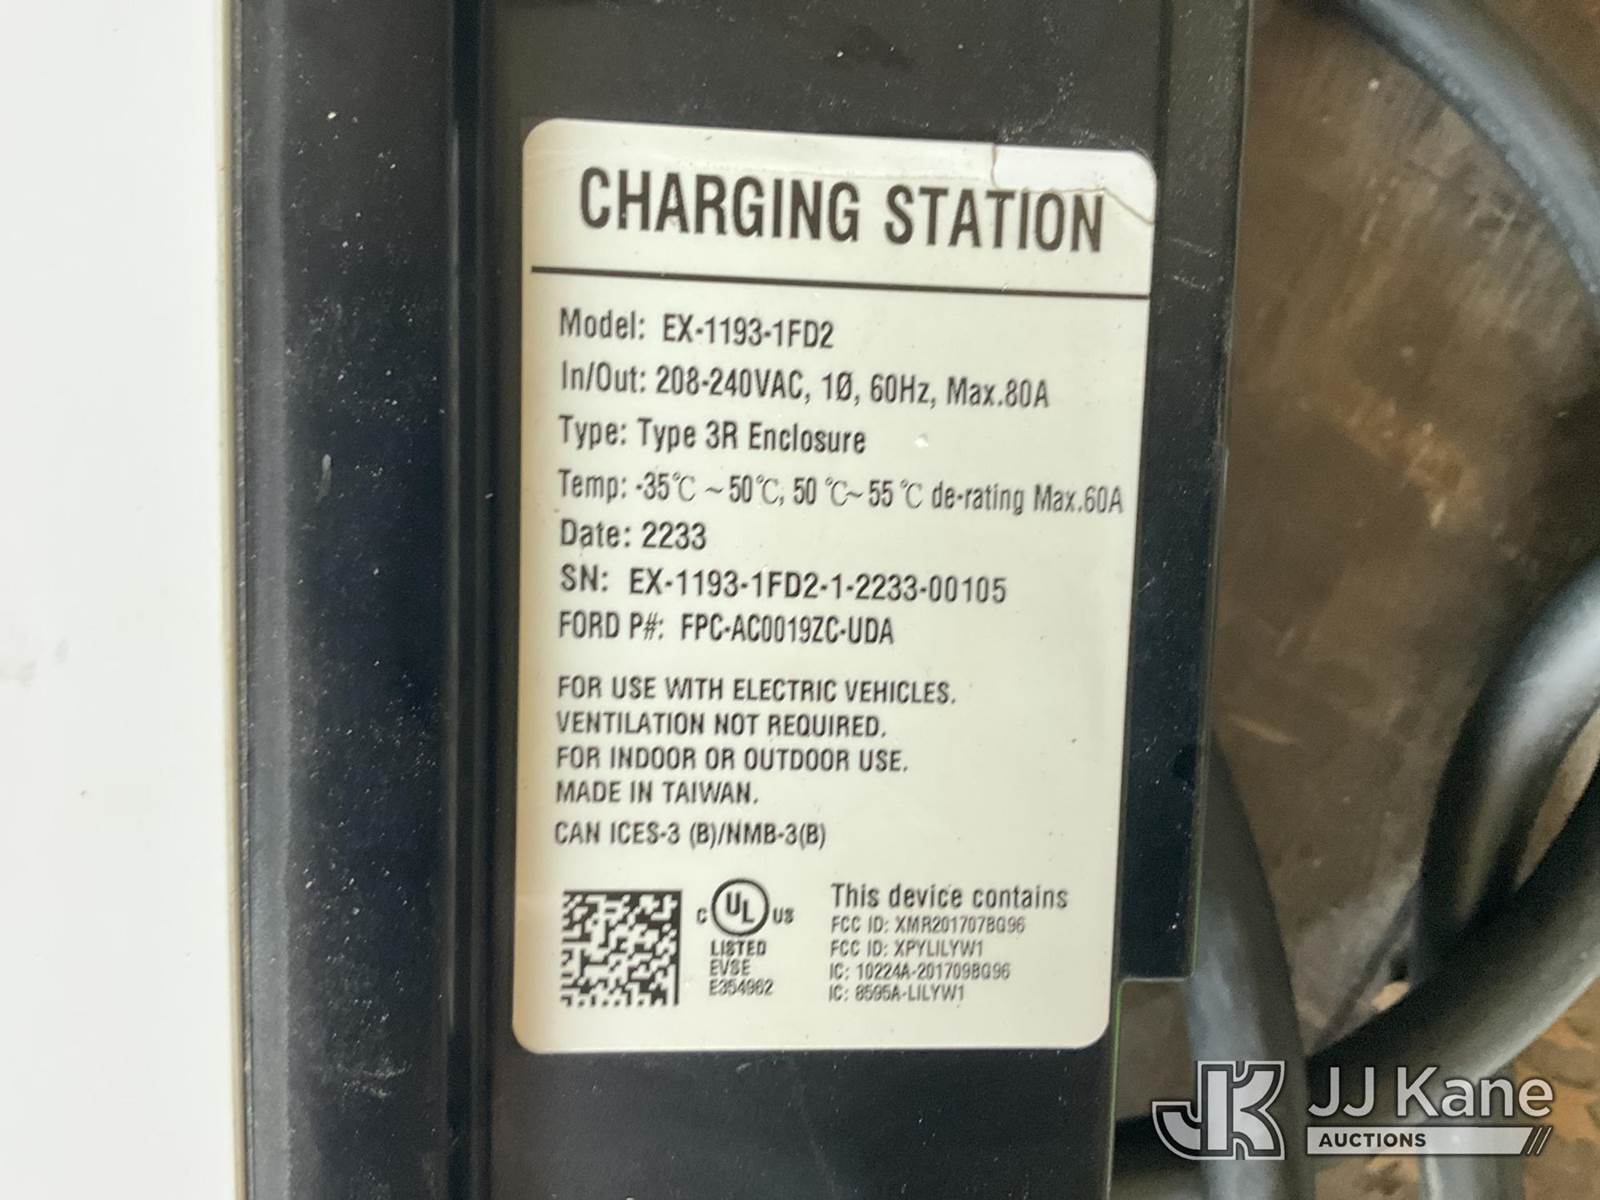 CHARGING STATION
Model: EX-1193-1FD2
In/Out: 208-240VAC, 1Ø, 60Hz, Max.80A
Type: Type 3R Enclosure
Temp: -35℃ ~ 50℃, 50 ℃~ 55 ℃ de-rating Max.60A
Date: 2233
SN: EX-1193-1FD2-1-2233-00105
FORD P#: FPC-AC0019ZC-UDA
FOR USE WITH ELECTRIC VEHICLES.
VENTILATION NOT REQUIRED.
FOR INDOOR OR OUTDOOR USE.
MADE IN TAIWAN.
CAN ICES-3 (B)/NMB-3(B)
C UL US
LISTED
EVSE
E354962
This device contains
FCC ID: XMR201707BG96
FCC ID: XPYLILYW1
IC: 10224A-201709BG96
IC: 8595A-LILYW1
JK JJ Kane
AUCTIONS